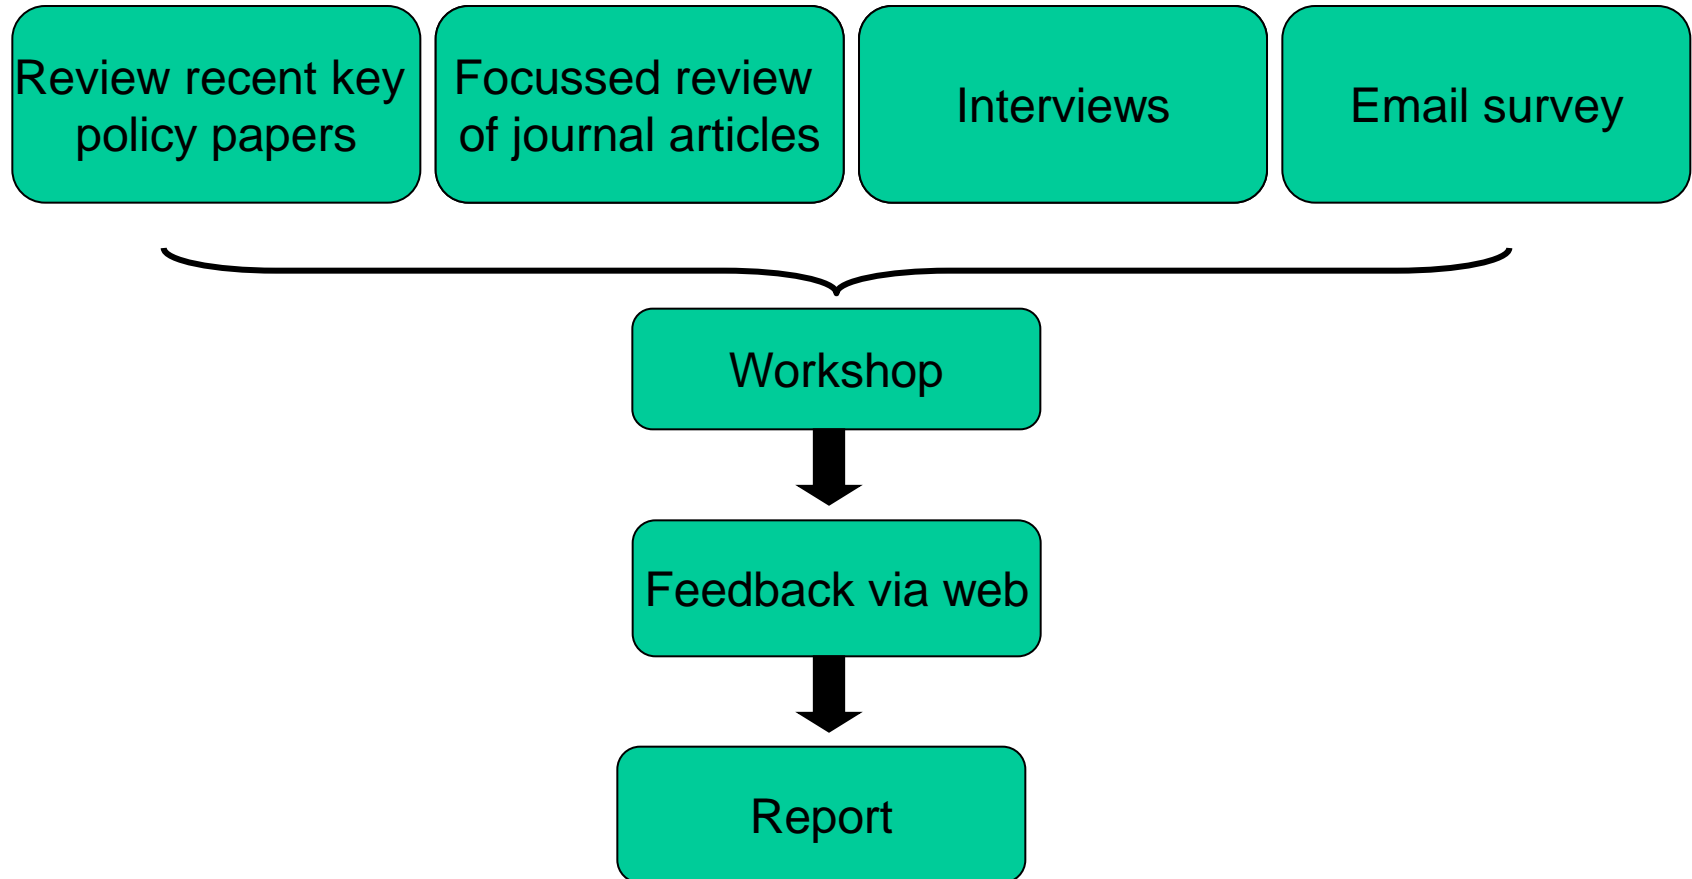 Review recent key
policy papers
Focussed review
of journal articles
Interviews
Email survey
Workshop
Feedback via web
Report